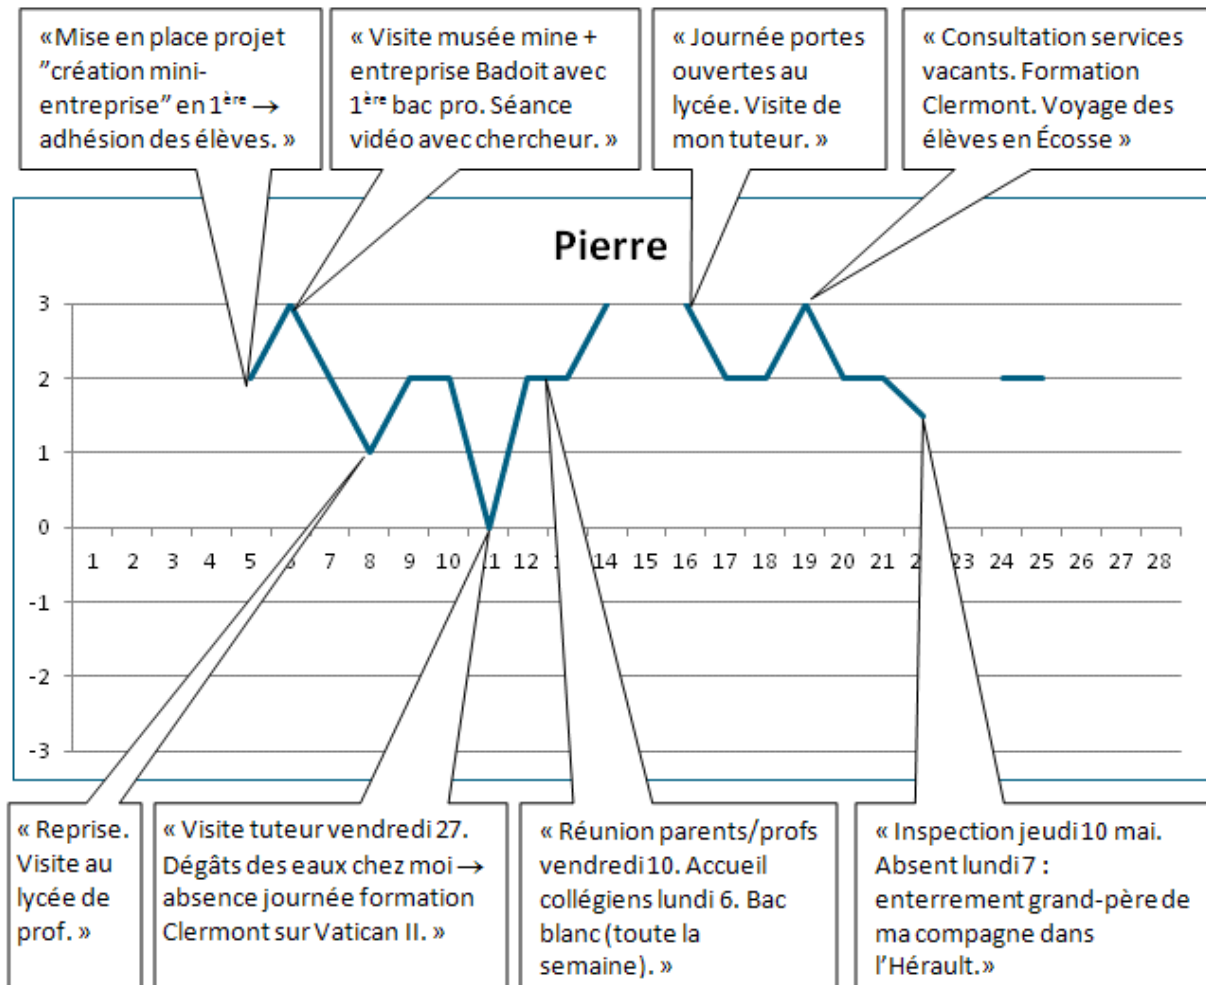 «Mise en place projet
″création mini-
entreprise″ en 1ère →
adhésion des élèves. »
« Visite musée mine +
entreprise Badoit avec
1ère bac pro. Séance
vidéo avec chercheur. »
« Journée portes
ouvertes au
lycée. Visite de
mon tuteur. »
« Consultation services
vacants. Formation
Clermont. Voyage des
élèves en Écosse »
Pierre
3
2
1
0
1 2 3 4 5 6 7 8 9 10 11 12 14 15 16 17 18 19 20 21 23 24 25 26 27 28
-1
-2
-3
« Reprise.
Visite au
lycée de
prof. »
« Visite tuteur vendredi 27.
Dégâts des eaux chez moi →
absence journée formation
Clermont sur Vatican II. »
« Réunion parents/profs
vendredi 10. Accueil
collégiens lundi 6. Bac
blanc (toute la
semaine). »
« Inspection jeudi 10 mai.
Absent lundi 7 :
enterrement grand-père de
ma compagne dans
l'Hérault.»